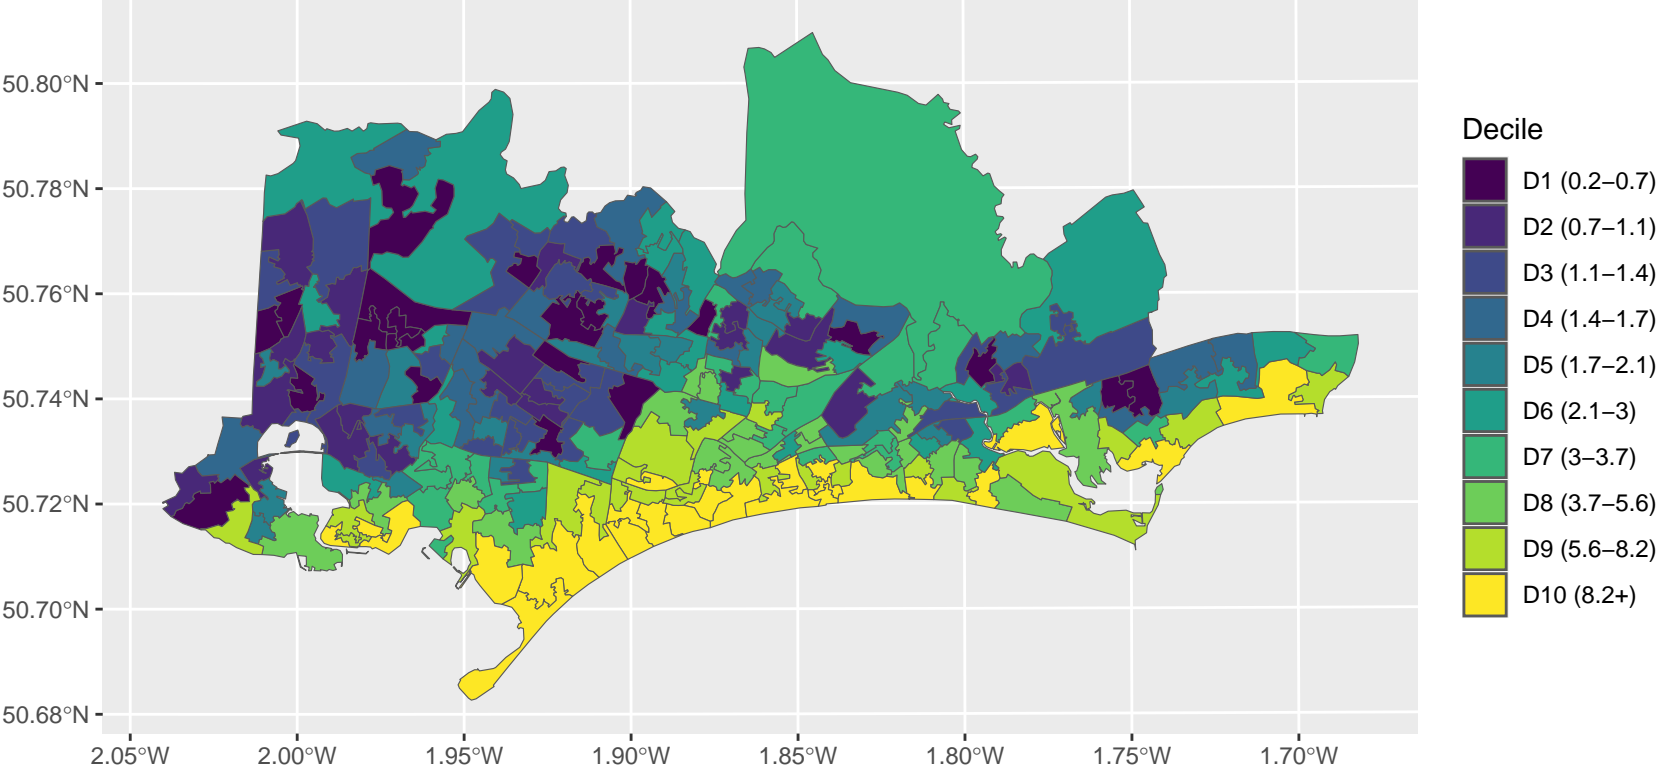 50.80°N
50.78°N
50.76°N
50.74°N
50.72°N
50.70°N
50.68°N
2.05°W 2.00°W 1.95°W 1.90°W 1.85°W 1.80°W 1.75°W 1.70°W
Decile
D1 (0.2–0.7)
D2 (0.7–1.1)
D3 (1.1–1.4)
D4 (1.4–1.7)
D5 (1.7–2.1)
D6 (2.1–3)
D7 (3–3.7)
D8 (3.7–5.6)
D9 (5.6–8.2)
D10 (8.2+)